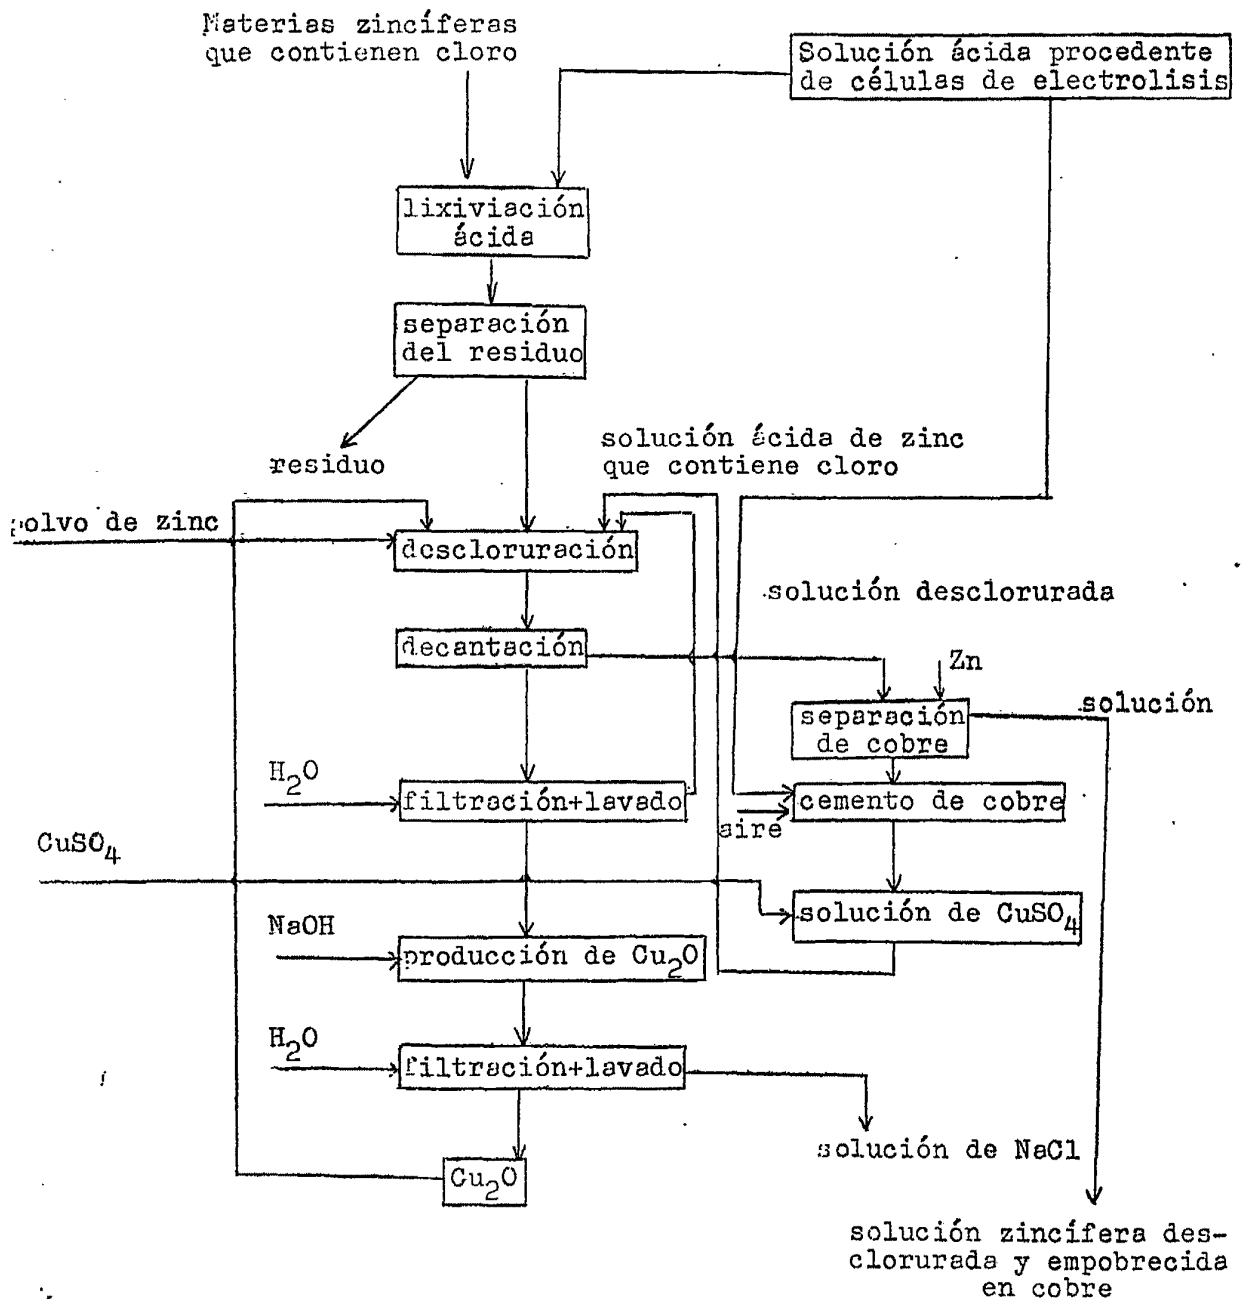 Materias zincíferas
que contienen cloro
Solución ácida procedente
de células de electrolisis
lixiviación
ácida
separación
del residuo
residuo
solución ácida de zinc
que contiene cloro
polvo de zinc
descloruración
solución desclorurada
decantación
Zn
separación
de cobre
solución
H₂O
filtración+lavado
cemento de cobre
aire
CuSO₄
solución de CuSO₄
NaOH
producción de Cu₂O
H₂O
filtración+lavado
solución de NaCl
Cu₂O
solución zincífera des-
clorurada y empobrecida
en cobre